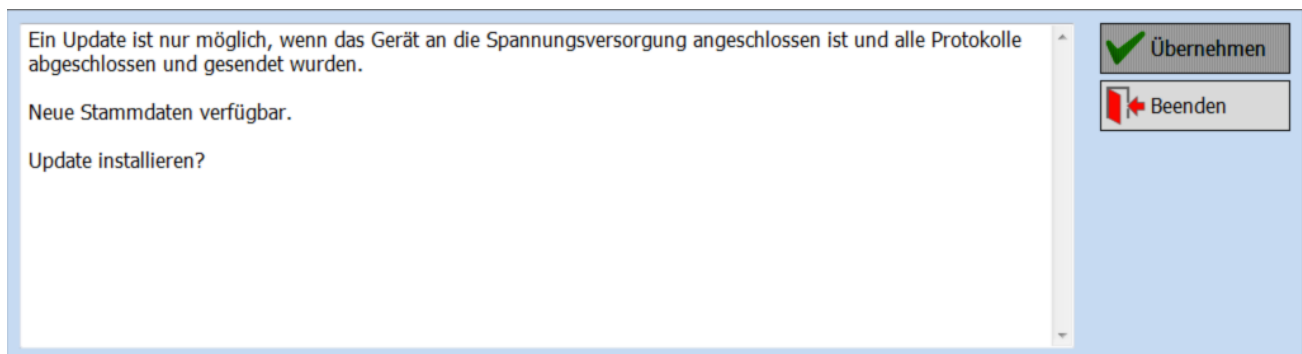 Ein Update ist nur möglich, wenn das Gerät an die Spannungsversorgung angeschlossen ist und alle Protokolle
abgeschlossen und gesendet wurden.
Neue Stammdaten verfügbar.
Update installieren?
Übernehmen
Beenden